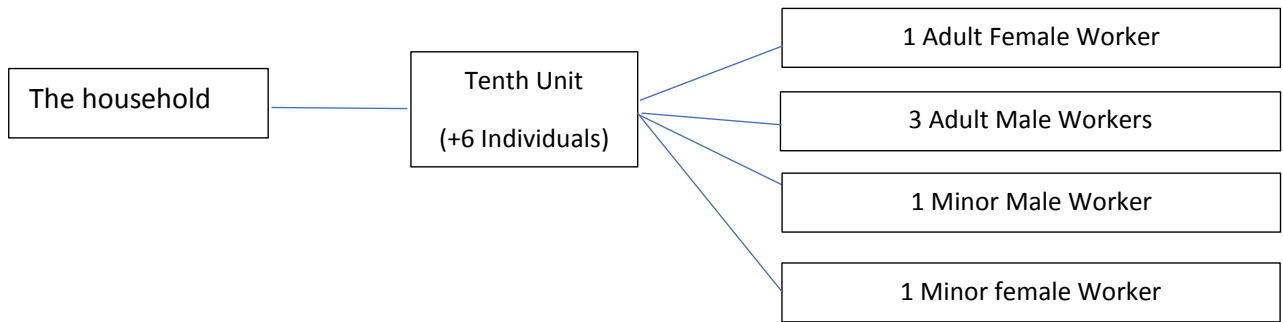 The household
Tenth Unit
(+6 Individuals)
1 Adult Female Worker
3 Adult Male Workers
1 Minor Male Worker
1 Minor female Worker